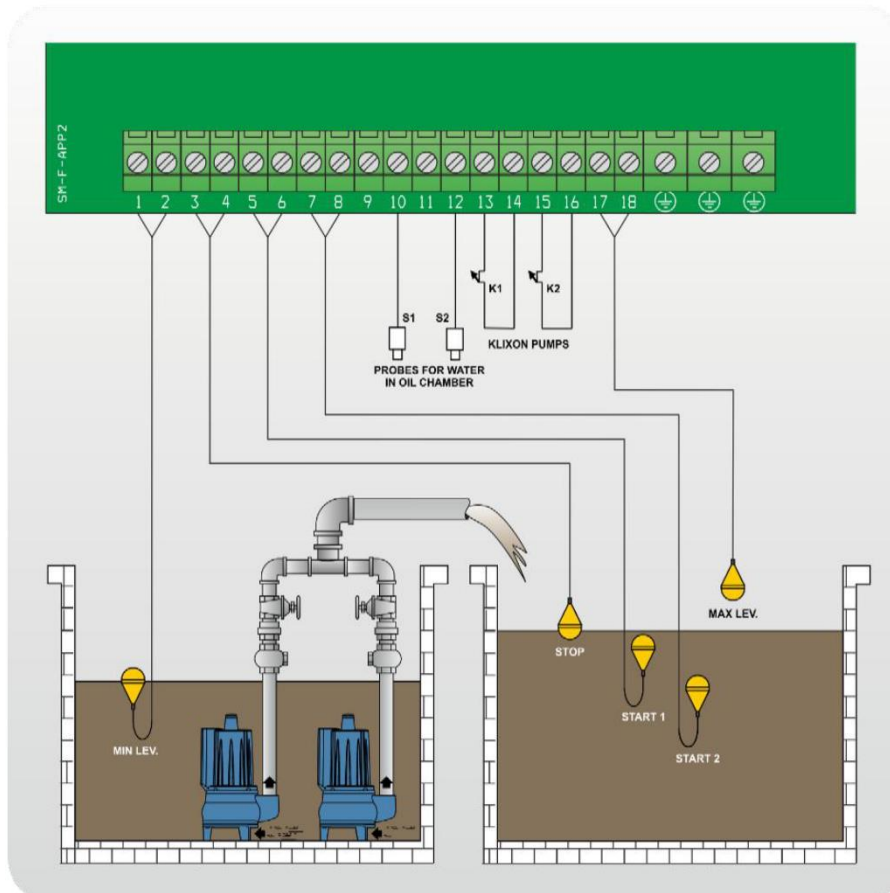 SM-F-APP2
1 2 3 4 5 6 7 8 9 10 11 12 13 14 15 16 17 18
K1
K2
S1
S2
KLIXON PUMPS
PROBES FOR WATER
IN OIL CHAMBER
MAX LEV.
STOP
START 1
START 2
MIN LEV.